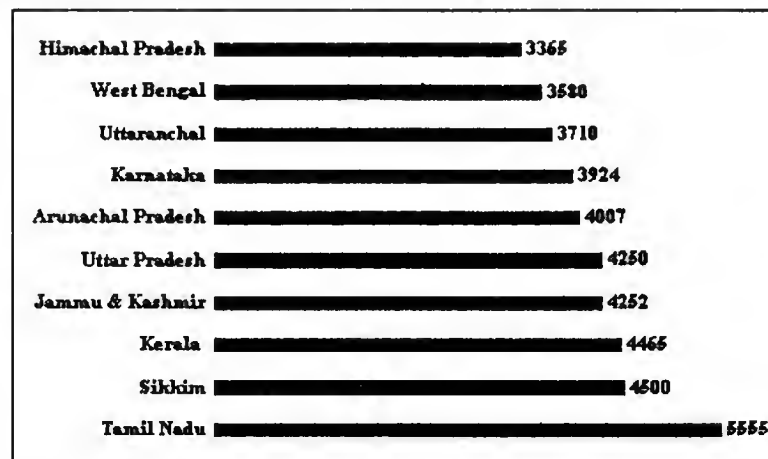 Himachal Pradesh 3365
West Bengal 3580
Uttaranchal 3710
Karnataka 3924
Arunachal Pradesh 4007
Uttar Pradesh 4250
Jammu & Kashmir 4252
Kerala 4465
Sikkim 4500
Tamil Nadu 5555